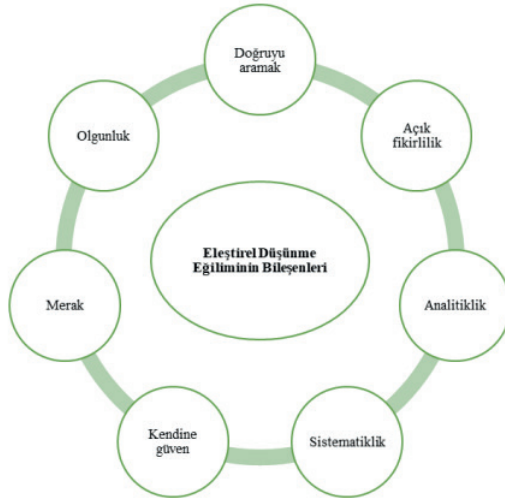 Doğruyu
aramak
Açık
fikirlilik
Analitiklik
Sistematiklik
Kendine
güven
Merak
Olgunluk
Eleştirel Düşünme
Eğiliminin Bileşenleri